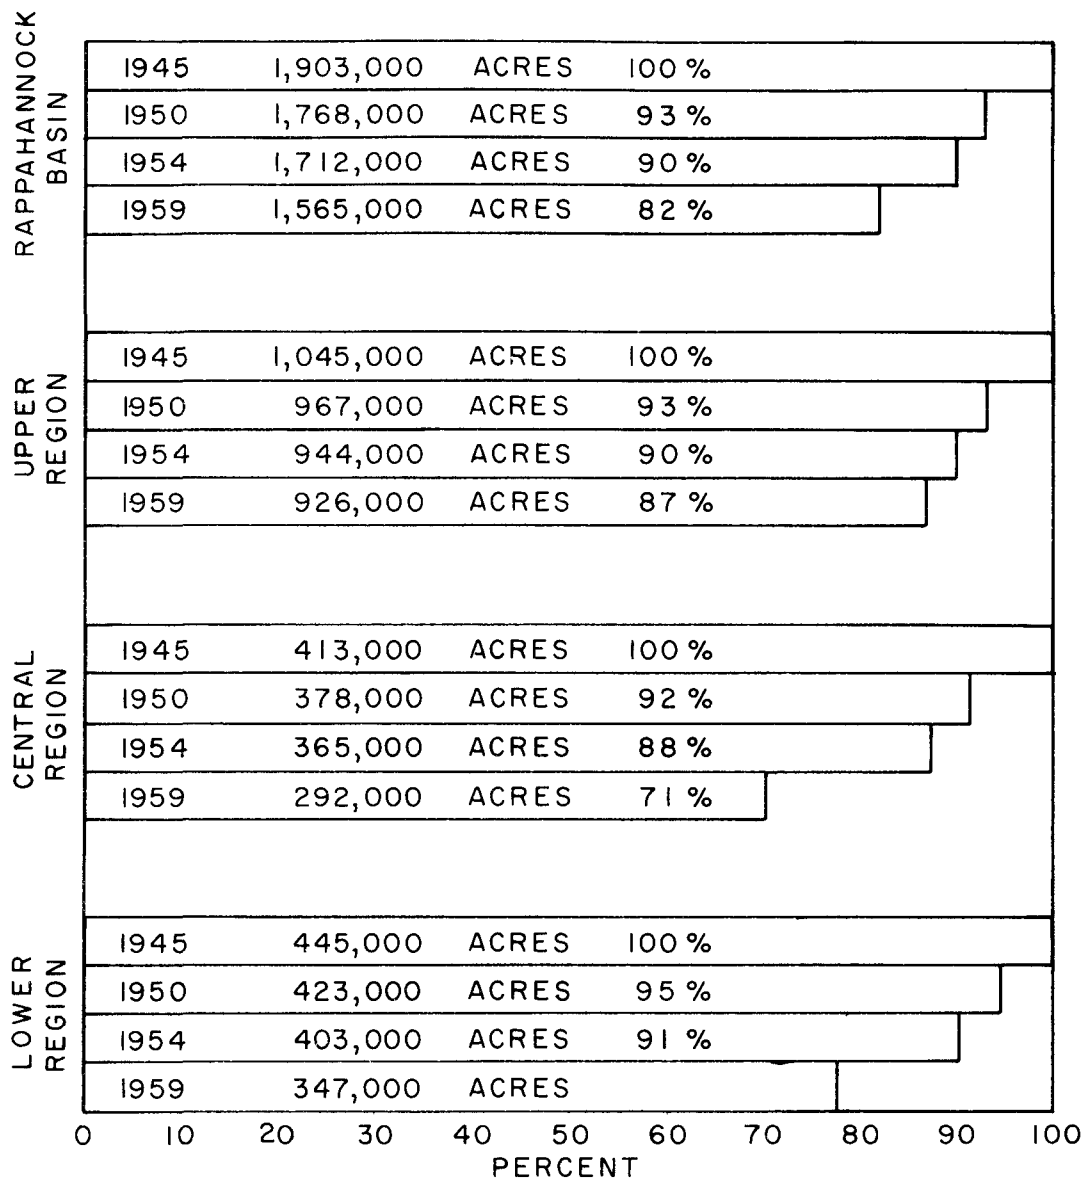 RAPPAHANNOCK
BASIN
1945 1,903,000 ACRES 100 %
1950 1,768,000 ACRES 93 %
1954 1,712,000 ACRES 90 %
1959 1,565,000 ACRES 82 %
UPPER
REGION
1945 1,045,000 ACRES 100 %
1950 967,000 ACRES 93 %
1954 944,000 ACRES 90 %
1959 926,000 ACRES 87 %
CENTRAL
REGION
1945 413,000 ACRES 100 %
1950 378,000 ACRES 92 %
1954 365,000 ACRES 88 %
1959 292,000 ACRES 71 %
LOWER
REGION
1945 445,000 ACRES 100 %
1950 423,000 ACRES 95 %
1954 403,000 ACRES 91 %
1959 347,000 ACRES
0 10 20 30 40 50 60 70 80 90 100
PERCENT